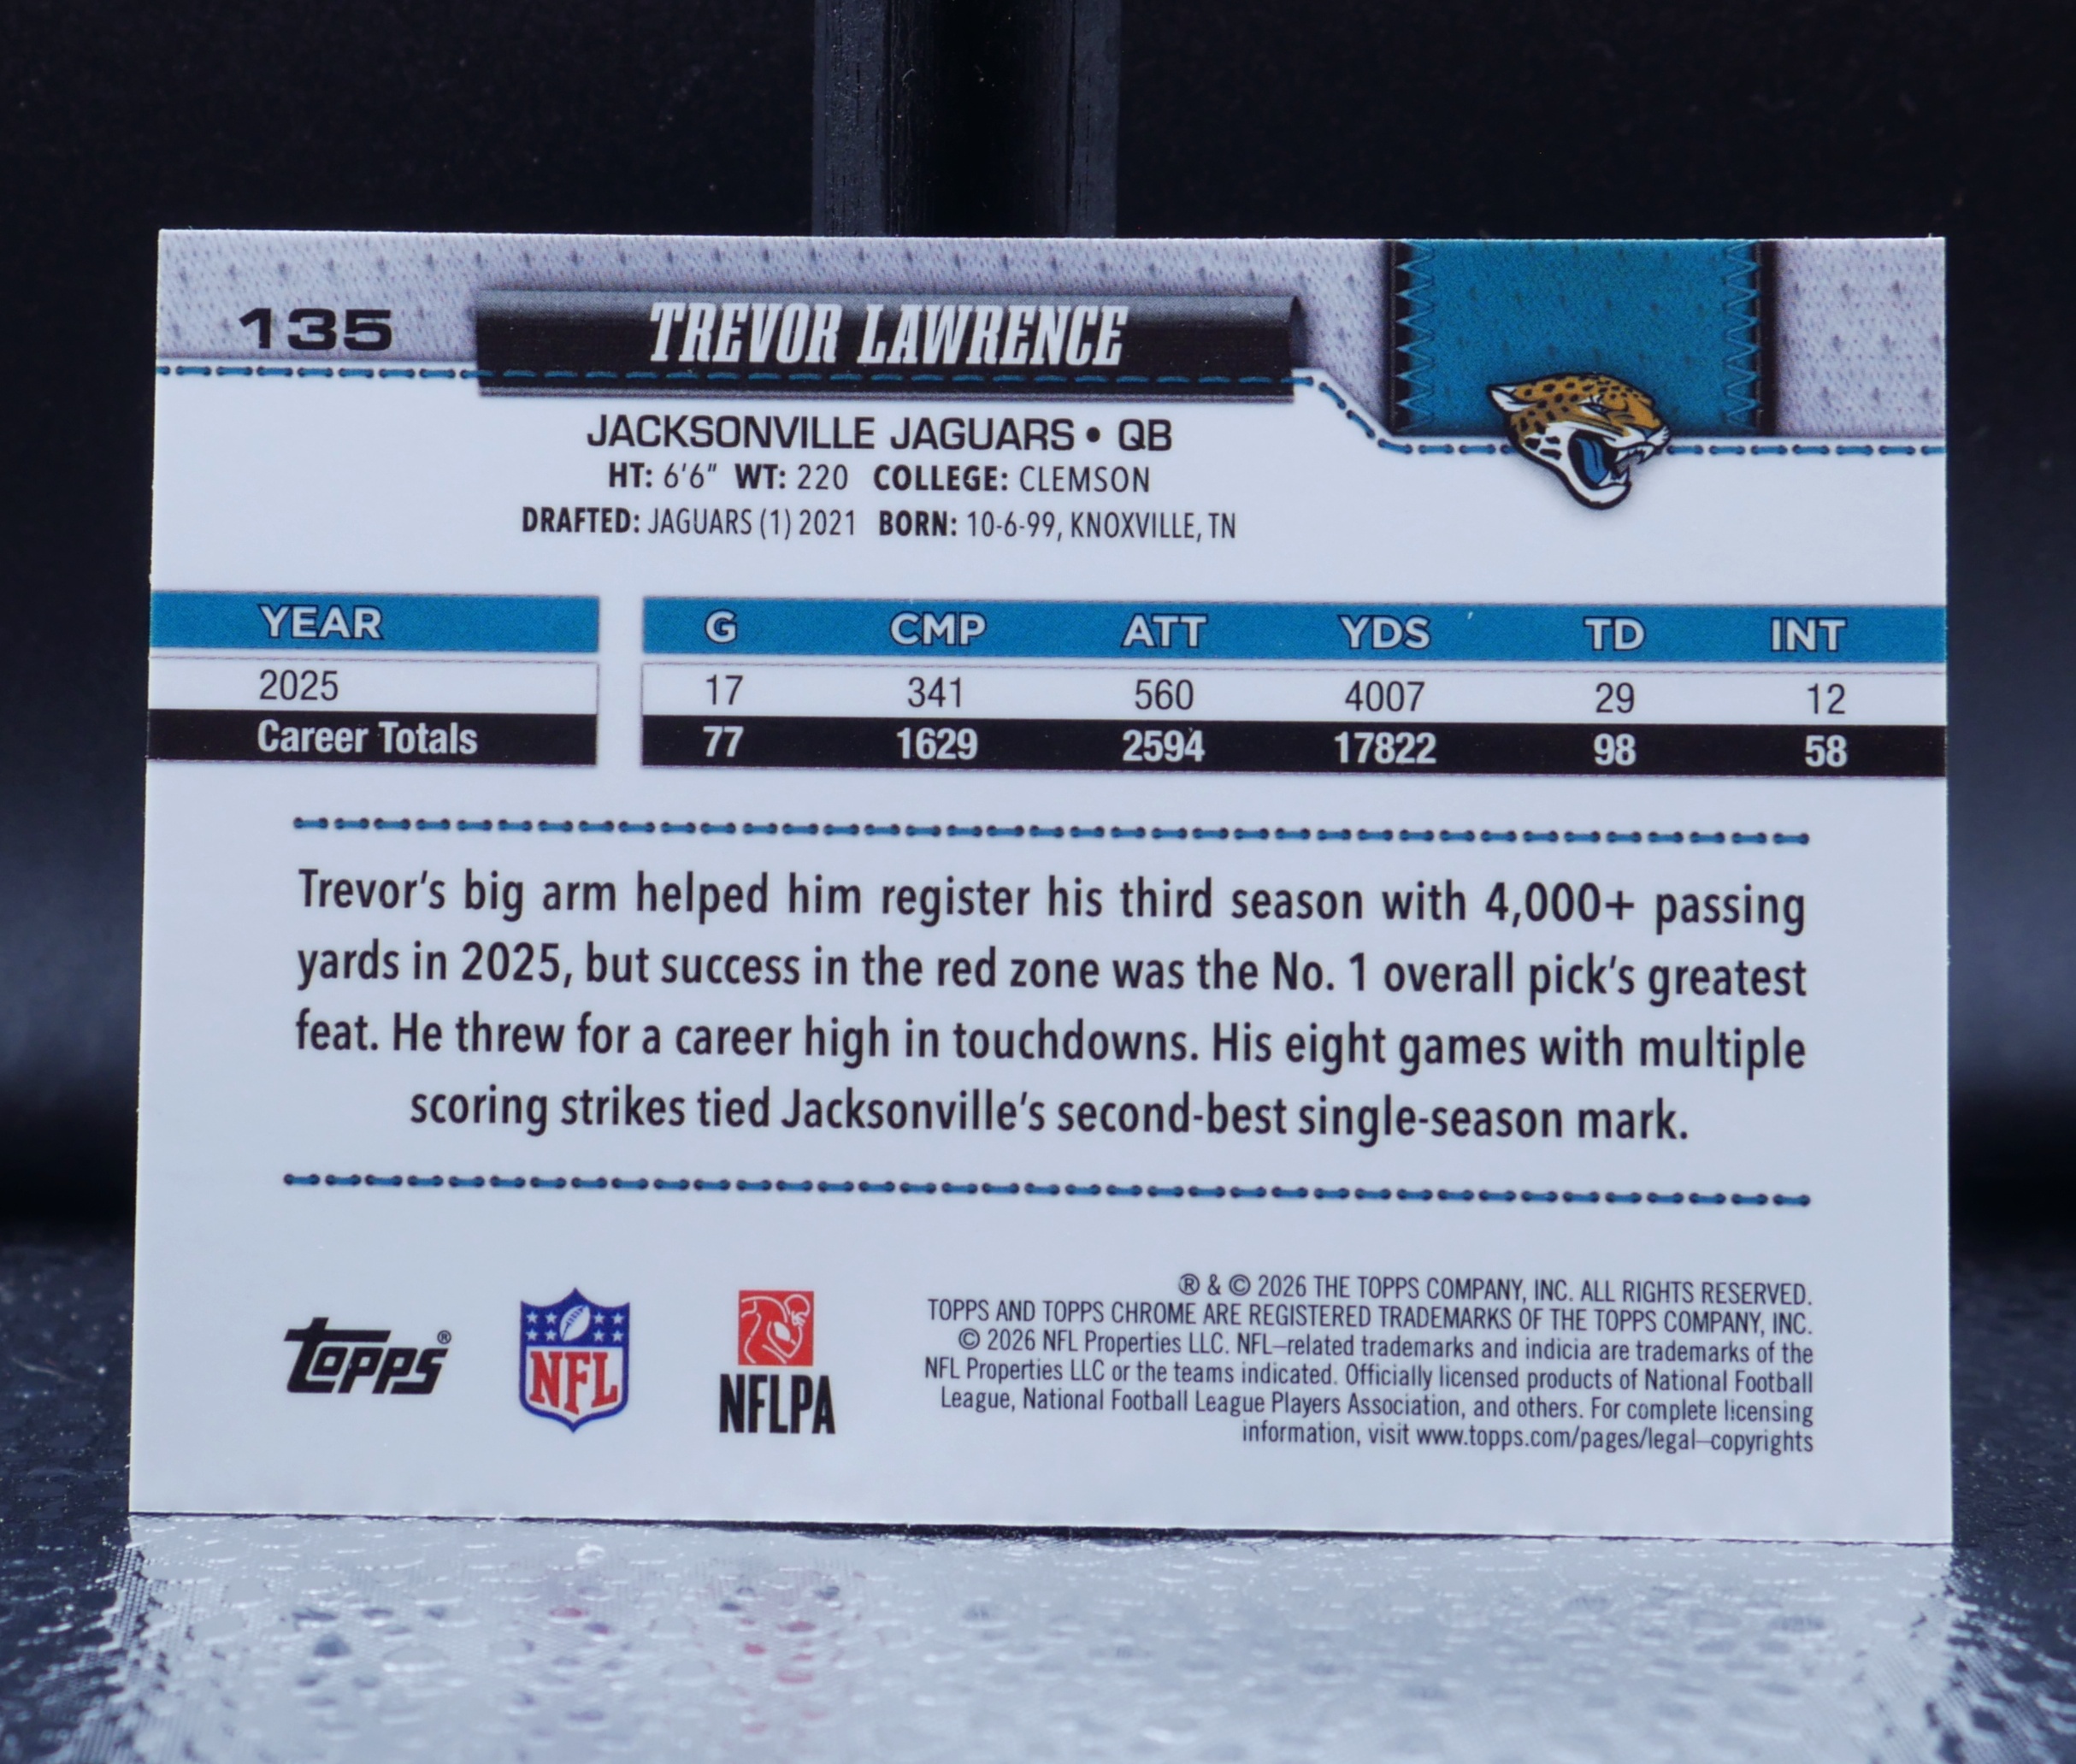 135
TREVOR LAWRENCE
JACKSONVILLE JAGUARS • QB
HT: 6'6" WT: 220 COLLEGE: CLEMSON
DRAFTED: JAGUARS (1) 2021 BORN: 10-6-99, KNOXVILLE, TN
YEAR G CMP ATT YDS TD INT
2025 17 341 560 4007 29 12
Career Totals 77 1629 2594 17822 98 58
Trevor's big arm helped him register his third season with 4,000+ passing
yards in 2025, but success in the red zone was the No. 1 overall pick's greatest
feat. He threw for a career high in touchdowns. His eight games with multiple
scoring strikes tied Jacksonville's second-best single-season mark.
Topps®
NFL
NFLPA
® & © 2026 THE TOPPS COMPANY, INC. ALL RIGHTS RESERVED.
TOPPS AND TOPPS CHROME ARE REGISTERED TRADEMARKS OF THE TOPPS COMPANY, INC.
© 2026 NFL Properties LLC. NFL–related trademarks and indicia are trademarks of the
NFL Properties LLC or the teams indicated. Officially licensed products of National Football
League, National Football League Players Association, and others. For complete licensing
information, visit www.topps.com/pages/legal–copyrights